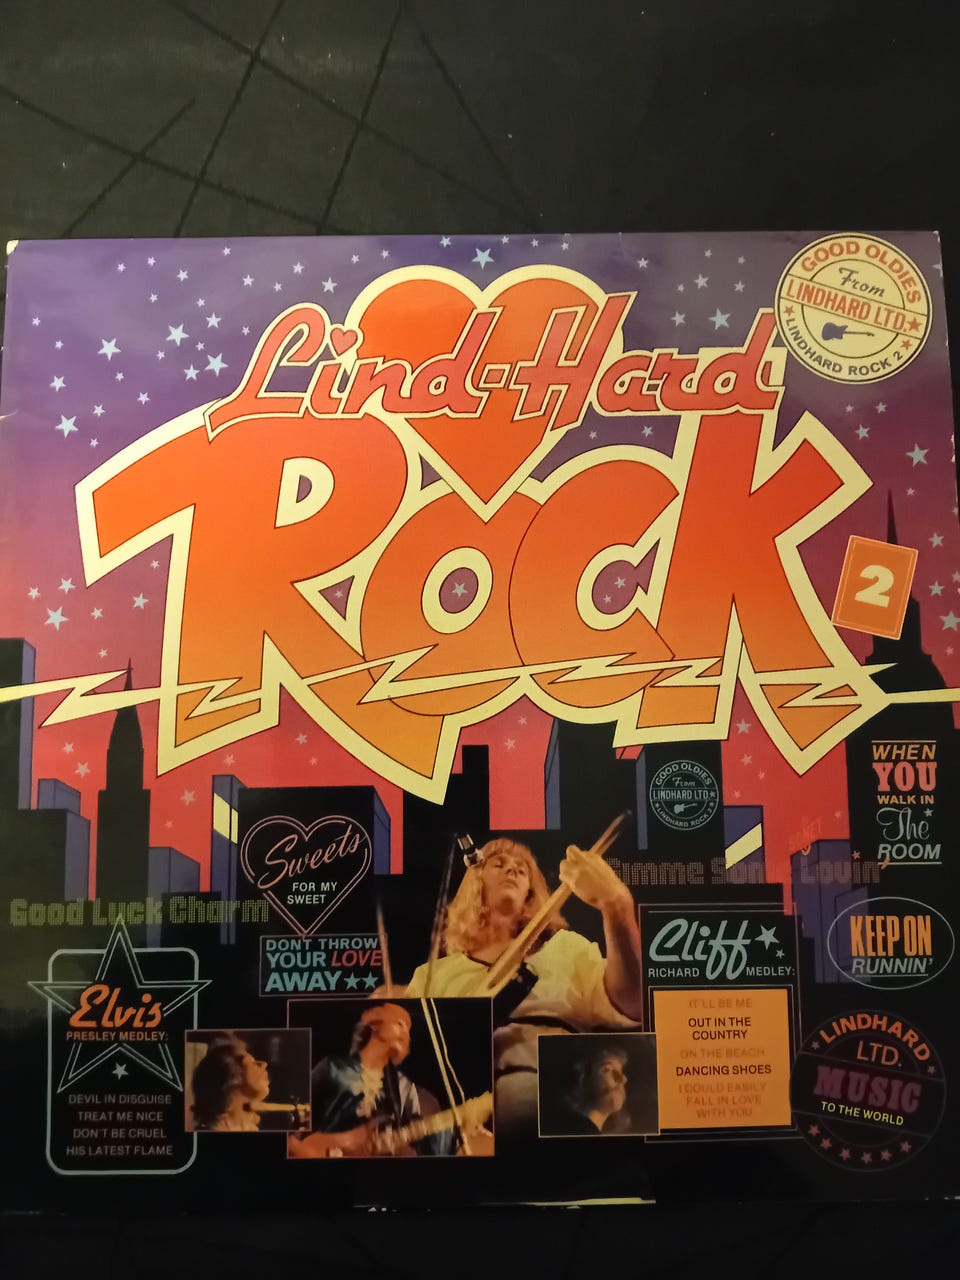 GOOD OLDIES
From
LINDHARD LTD.
LINDHARD ROCK 2
Lind-Hard
ROCK
2
WHEN
YOU
WALK IN
The
ROOM
GOOD OLDIES
From
LINDHARD LTD.
LINDHARD ROCK 2
Sweets
FOR MY
SWEET
Gimme Some Lovin'
Good Luck Charm
DONT THROW
YOUR LOVE
AWAY
Cliff
RICHARD MEDLEY:
IT'LL BE ME
OUT IN THE
COUNTRY
ON THE BEACH
DANCING SHOES
I COULD EASILY
FALL IN LOVE
WITH YOU
KEEP ON
RUNNIN'
Elvis
PRESLEY MEDLEY:
DEVIL IN DISGUISE
TREAT ME NICE
DON'T BE CRUEL
HIS LATEST FLAME
LINDHARD
LTD.
MUSIC
TO THE WORLD